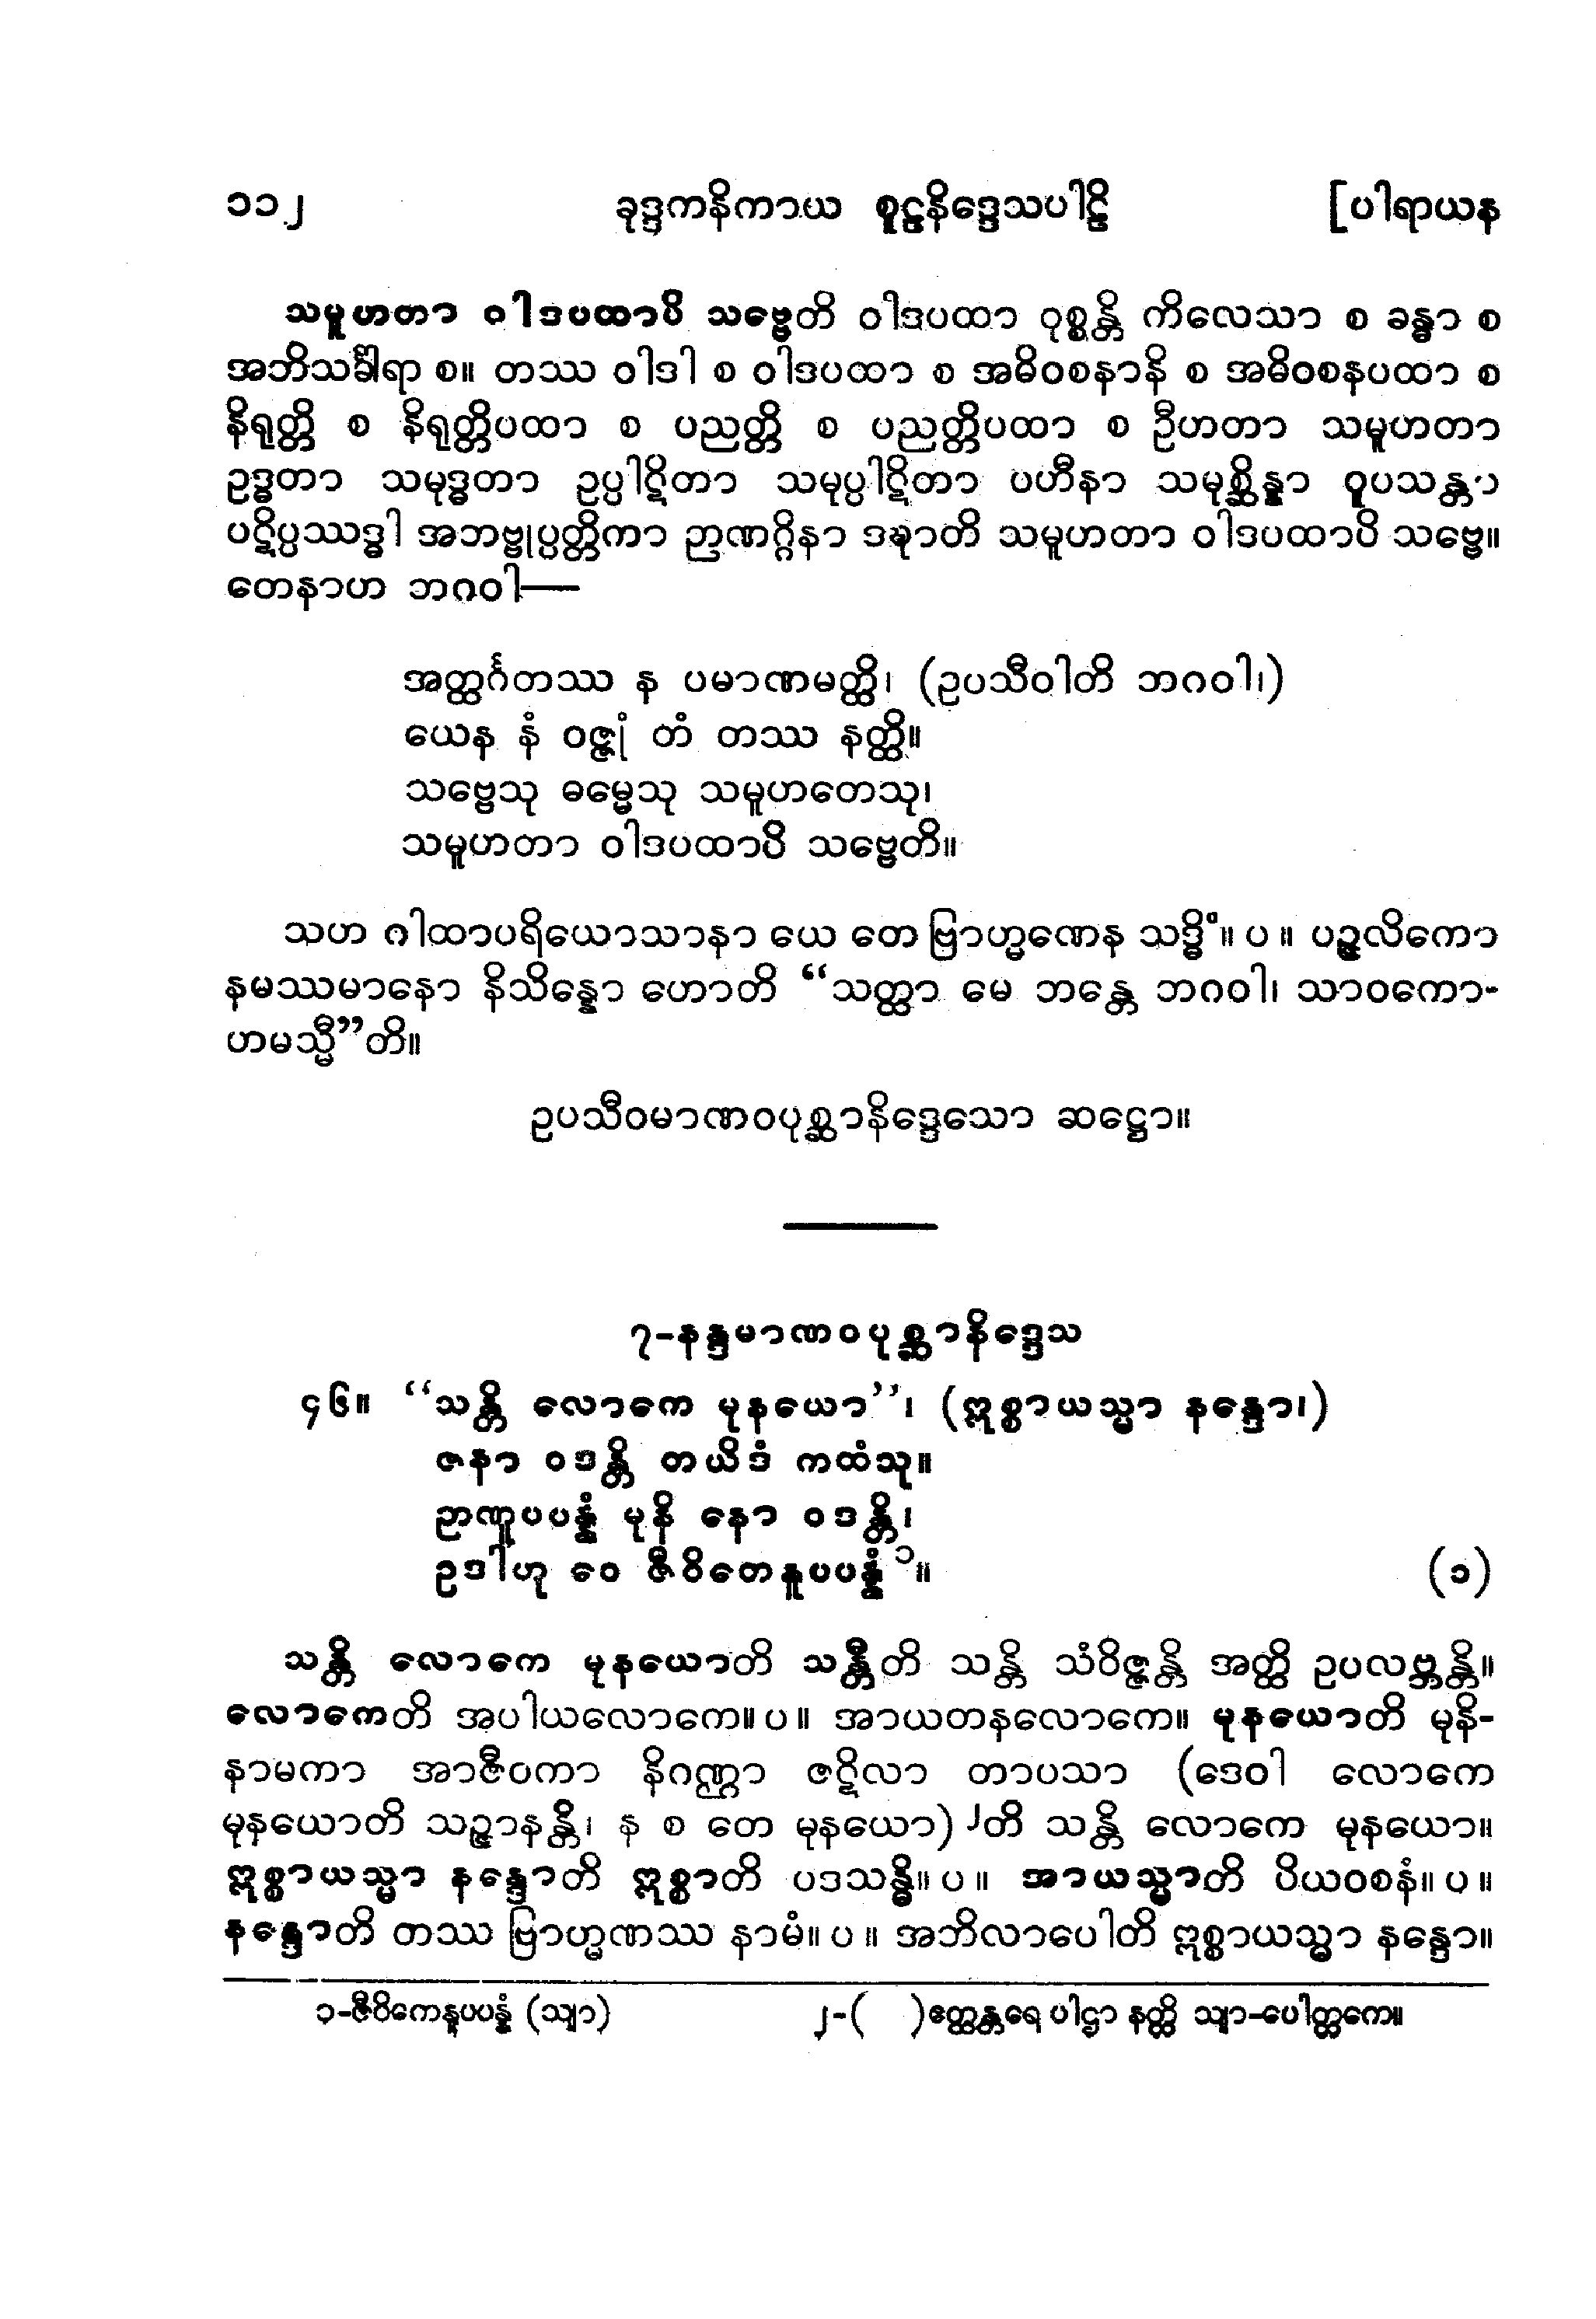 ၁၁၂ ခုဒ္ဒကနိကာယ စူဠနိဒ္ဒေသပါဠိ [ပါရာယန
သမူဟတာ ဝါဒပထာပိ သဗ္ဗေတိ ဝါဒပထာ ဝုစ္စန္တိ ကိလေသာ စ ခန္ဓာ စ
အဘိသင်္ခါရာ စ။ တဿ ဝါဒါ စ ဝါဒပထာ စ အဓိဝစနာနိ စ အဓိဝစနပထာ စ
နိရုတ္တိ စ နိရုတ္တိပထာ စ ပညတ္တိ စ ပညတ္တိပထာ စ ဦဟတာ သမူဟတာ
ဥဒ္ဓတာ သမုဒ္ဓတာ ဥပ္ပါဋိတာ သမုပ္ပါဋိတာ ပဟီနာ သမုစ္ဆိန္နာ ဝူပသန္တာ
ပဋိပ္ပဿဒ္ဓါ အဘဗ္ဗုပ္ပတ္တိကာ ဉာဏဂ္ဂိနာ ဒဍ္ဎာတိ သမူဟတာ ဝါဒပထာပိ သဗ္ဗေ။
တေနာဟ ဘဂဝါ—
အတ္ထင်္ဂတဿ န ပမာဏမတ္ထိ၊ (ဥပသီဝါတိ ဘဂဝါ၊)
ယေန နံ ဝဇ္ဇုံ တံ တဿ နတ္ထိ။
သဗ္ဗေသု ဓမ္မေသု သမူဟတေသု၊
သမူဟတာ ဝါဒပထာပိ သဗ္ဗေတိ။
သဟ ဂါထာပရိယောသာနာ ယေ တေ ဗြာဟ္မဏေန သဒ္ဓိံ။ ပ ။ ပဉ္ဇလိကော
နမဿမာနော နိသိန္နော ဟောတိ “သတ္ထာ မေ ဘန္တေ ဘဂဝါ၊ သာဝကော-
ဟမသ္မီ”တိ။
ဥပသီဝမာဏဝပုစ္ဆာနိဒ္ဒေသော ဆဋ္ဌော။
၇-နန္ဒမာဏဝပုစ္ဆာနိဒ္ဒေသ
၄၆။ “သန္တိ လောကေ မုနယော”၊ (ဣစ္စာယသ္မာ နန္ဒော၊)
ဇနာ ဝဒန္တိ တယိဒံ ကထံသု။
ဉာဏူပပန္နံ မုနိ နော ဝဒန္တိ၊
ဥဒါဟု ဝေ ဇီဝိတေနူပပန္နံ၁။ (၁)
သန္တိ လောကေ မုနယောတိ သန္တီတိ သန္တိ သံဝိဇ္ဇန္တိ အတ္ထိ ဥပလဗ္ဘန္တိ။
လောကေတိ အပါယလောကေ။ ပ ။ အာယတနလောကေ။ မုနယောတိ မုနိ-
နာမကာ အာဇီဝကာ နိဂဏ္ဌာ ဇဋိလာ တာပသာ (ဒေဝါ လောကေ
မုနယောတိ သဉ္ဇာနန္တိ၊ န စ တေ မုနယော)၂တိ သန္တိ လောကေ မုနယော။
ဣစ္စာယသ္မာ နန္ဒောတိ ဣစ္စာတိ ပဒသန္ဓိ။ ပ ။ အာယသ္မာတိ ပိယဝစနံ။ ပ ။
နန္ဒောတိ တဿ ဗြာဟ္မဏဿ နာမံ။ ပ ။ အဘိလာပေါတိ ဣစ္စာယသ္မာ နန္ဒော။
၁-ဇီဝိကေနူပပန္နံ (သျာ) ၂-( )ဧတ္ထန္တရေ ပါဌာ နတ္ထိ သျာ-ပေါတ္ထကေ။